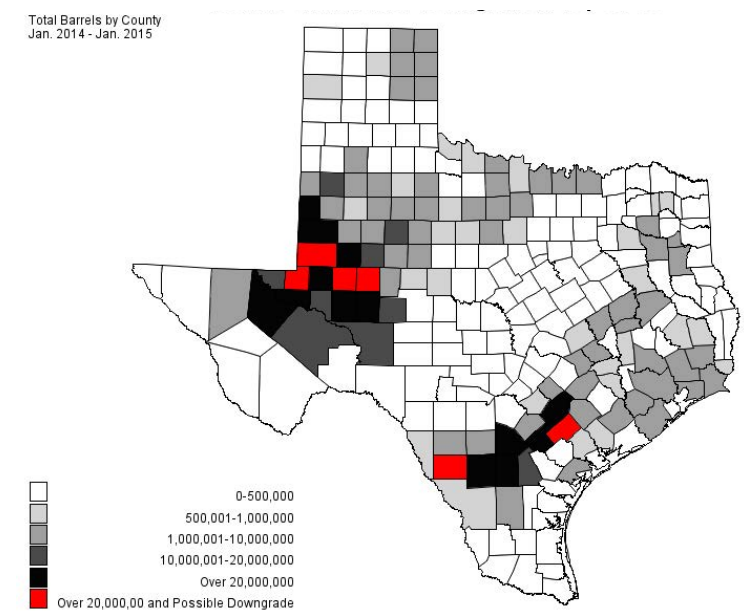 Total Barrels by County
Jan. 2014 - Jan. 2015
0-500,000
500,001-1,000,000
1,000,001-10,000,000
10,000,001-20,000,000
Over 20,000,000
Over 20,000,00 and Possible Downgrade